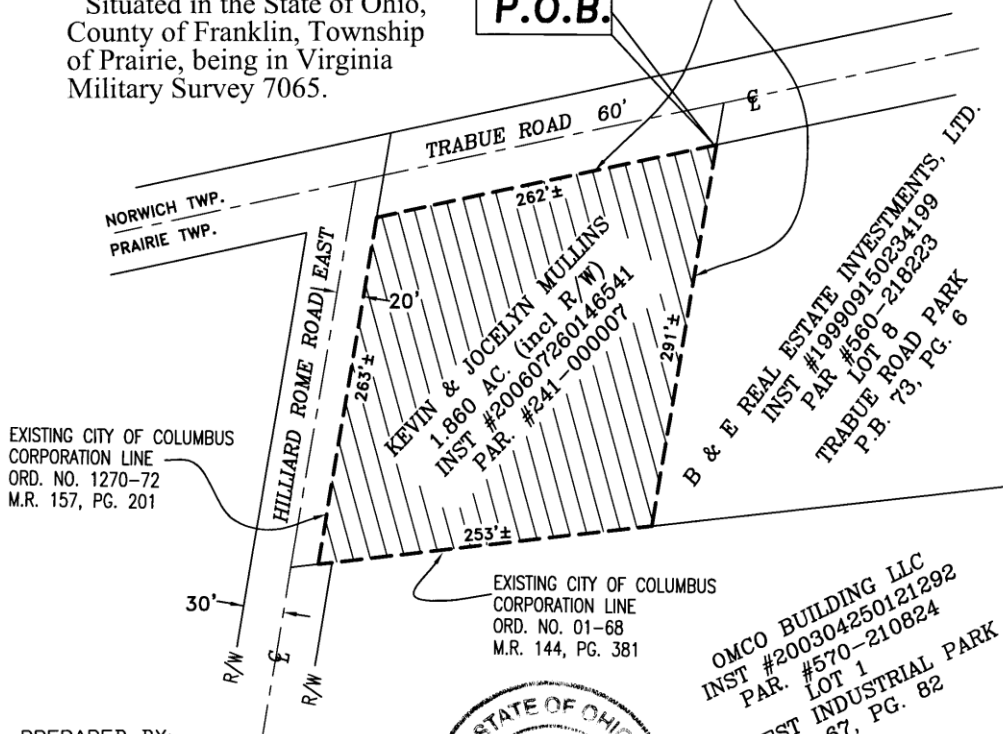 Situated in the State of Ohio,
County of Franklin, Township
of Prairie, being in Virginia
Military Survey 7065.
P.O.B.
TRABUE ROAD 60'
℄
NORWICH TWP.
PRAIRIE TWP.
262'±
HILLIARD ROME ROAD EAST
20'
263'±
291'±
KEVIN & JOCELYN MULLINS
1.860 AC. (incl R/W)
INST #200607260146541
PAR. #241-000007
B & E REAL ESTATE INVESTMENTS, LTD.
INST #199909150234199
PAR #560-218223
LOT 8
TRABUE ROAD PARK
P.B. 73, PG. 6
EXISTING CITY OF COLUMBUS
CORPORATION LINE
ORD. NO. 1270-72
M.R. 157, PG. 201
253'±
EXISTING CITY OF COLUMBUS
CORPORATION LINE
ORD. NO. 01-68
M.R. 144, PG. 381
30'
R/W
℄
R/W
OMCO BUILDING LLC
INST #200304250121292
PAR. #570-210824
LOT 1
EST INDUSTRIAL PARK
67, PG. 82
STATE OF OHIO
PREPARED BY: